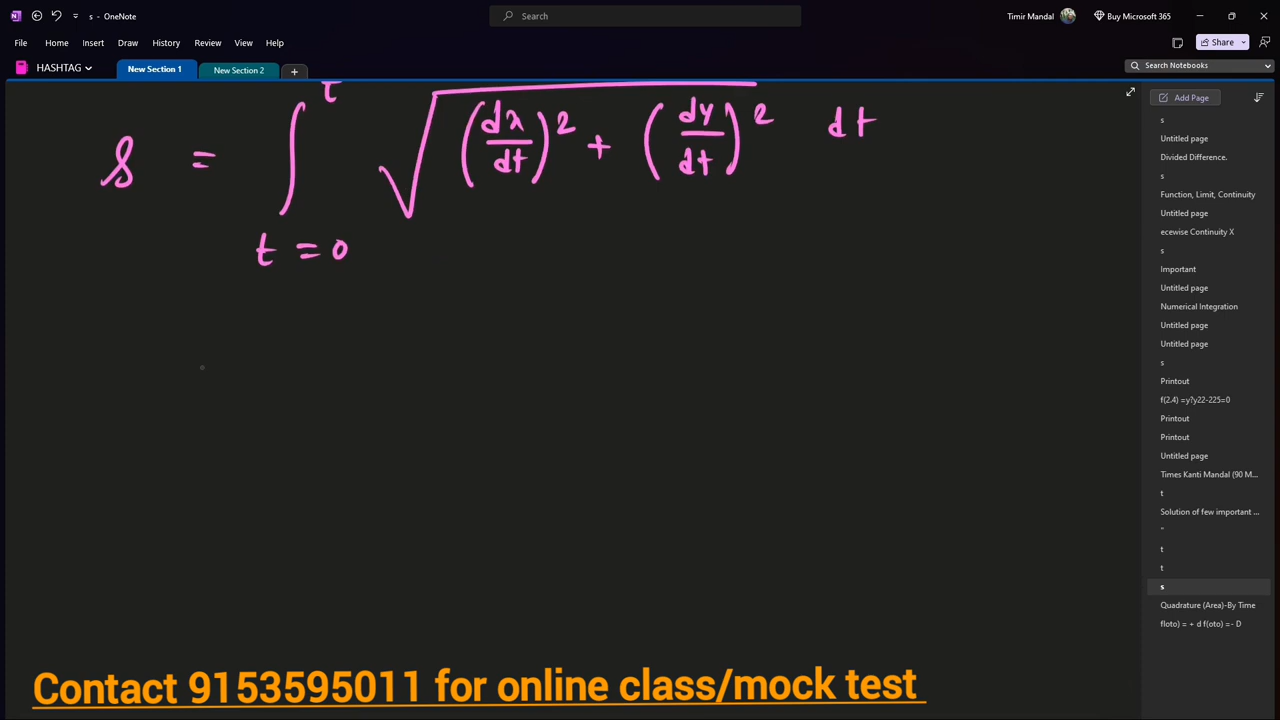 s - OneNote
Search
Timir Mandal
Buy Microsoft 365
File Home Insert Draw History Review View Help
Share
HASHTAG
New Section 1
New Section 2
+
Search Notebooks
Add Page
s
Untitled page
Divided Difference.
s
Function, Limit, Continuity
Untitled page
ecewise Continuity X
s
Important
Untitled page
Numerical Integration
Untitled page
Untitled page
s
Printout
f(2.4) =y?y22-225=0
Printout
Printout
Untitled page
Times Kanti Mandal (90 M...
t
Solution of few important ...
"
t
t
s
Quadrature (Area)-By Time
floto) = + d f(oto) =- D
t
s = ∫ √ (dx/dt)² + (dy/dt)² dt
t = 0
Contact 9153595011 for online class/mock test